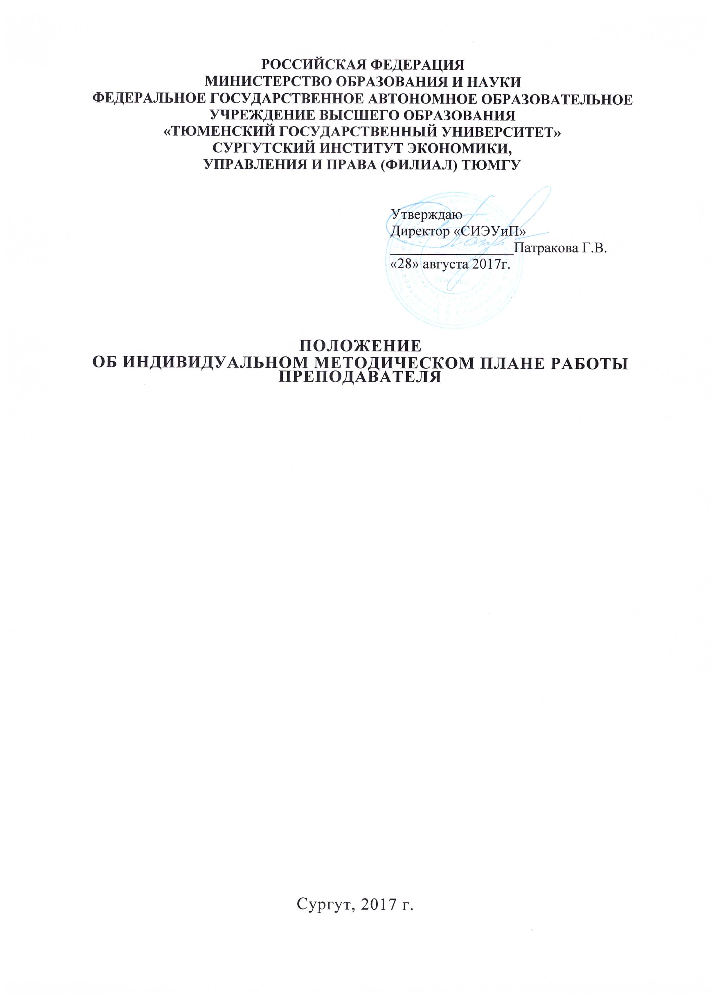 РОССИЙСКАЯ ФЕДЕРАЦИЯ
МИНИСТЕРСТВО ОБРАЗОВАНИЯ И НАУКИ
ФЕДЕРАЛЬНОЕ ГОСУДАРСТВЕННОЕ АВТОНОМНОЕ ОБРАЗОВАТЕЛЬНОЕ
УЧРЕЖДЕНИЕ ВЫСШЕГО ОБРАЗОВАНИЯ
«ТЮМЕНСКИЙ ГОСУДАРСТВЕННЫЙ УНИВЕРСИТЕТ»
СУРГУТСКИЙ ИНСТИТУТ ЭКОНОМИКИ,
УПРАВЛЕНИЯ И ПРАВА (ФИЛИАЛ) ТЮМГУ
Утверждаю
Директор «СИЭУиП»
_________________Патракова Г.В.
«28» августа 2017г.
ПОЛОЖЕНИЕ
ОБ ИНДИВИДУАЛЬНОМ МЕТОДИЧЕСКОМ ПЛАНЕ РАБОТЫ
ПРЕПОДАВАТЕЛЯ
Сургут, 2017 г.